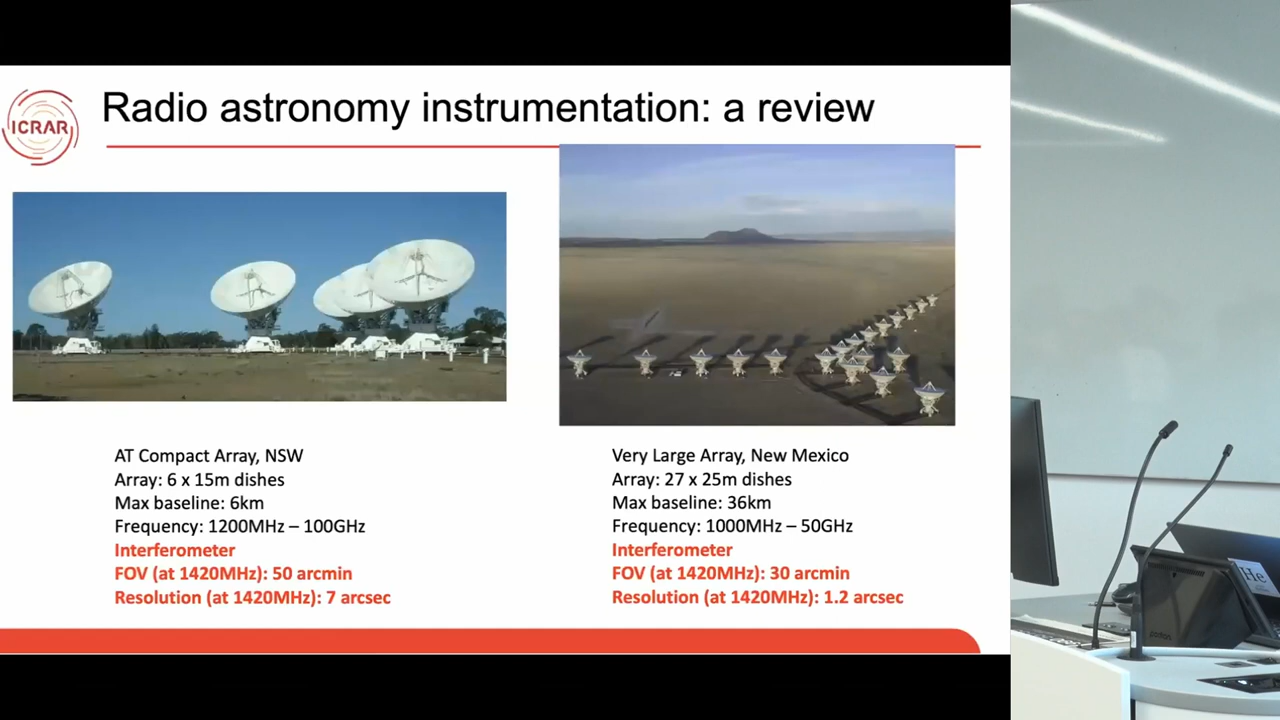 Radio astronomy instrumentation: a review
ICRAR
AT Compact Array, NSW
Array: 6 x 15m dishes
Max baseline: 6km
Frequency: 1200MHz – 100GHz
Interferometer
FOV (at 1420MHz): 50 arcmin
Resolution (at 1420MHz): 7 arcsec
Very Large Array, New Mexico
Array: 27 x 25m dishes
Max baseline: 36km
Frequency: 1000MHz – 50GHz
Interferometer
FOV (at 1420MHz): 30 arcmin
Resolution (at 1420MHz): 1.2 arcsec
He